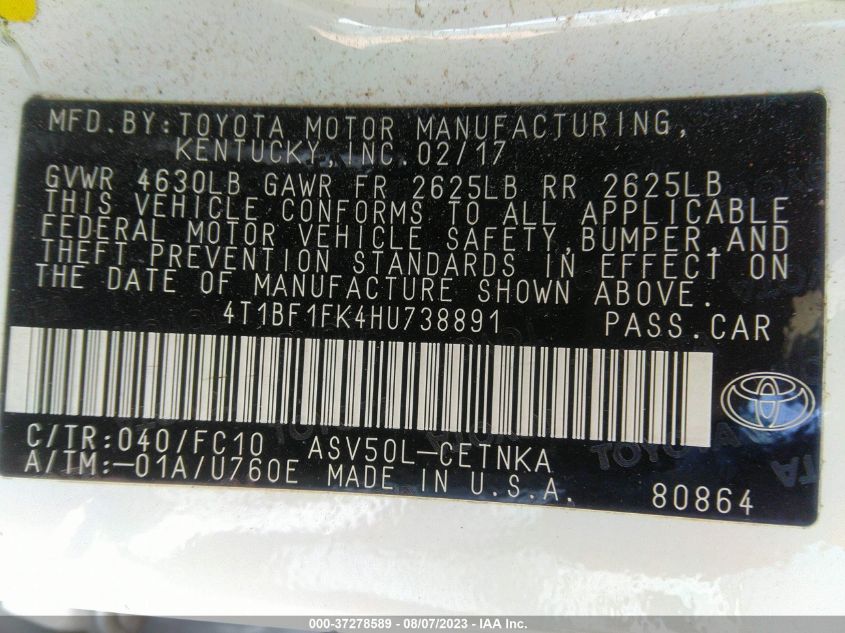 MFD.BY:TOYOTA MOTOR MANUFACTURING,
KENTUCKY,INC. 02/17
GVWR 4630LB GAWR FR 2625LB RR 2625LB
THIS VEHICLE CONFORMS TO ALL APPLICABLE
FEDERAL MOTOR VEHICLE SAFETY,BUMPER,AND
THEFT PREVENTION STANDARDS IN EFFECT ON
THE DATE OF MANUFACTURE SHOWN ABOVE.
4T1BF1FK4HU738891 PASS.CAR
C/TR:040/FC10 ASV50L-CETNKA
A/TM:-01A/U760E MADE IN U.S.A. 80864
000-37278589 - 08/07/2023 - IAA Inc.